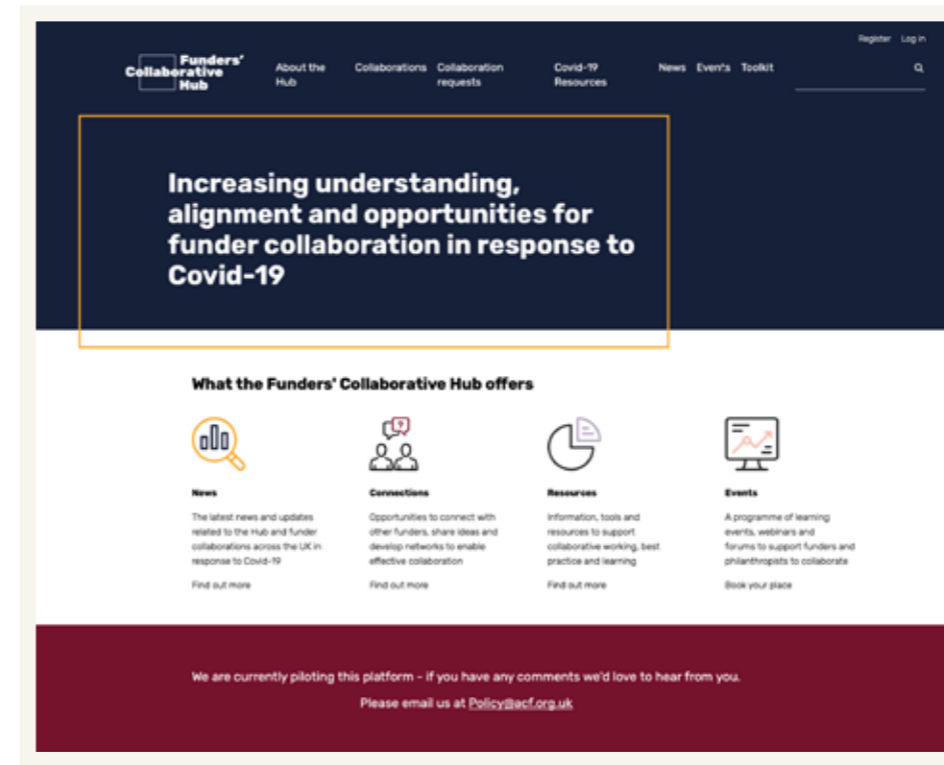 Register Log in
Funders'
Collaborative
Hub
About the
Hub
Collaborations
Collaboration
requests
Covid-19
Resources
News
Events
Toolkit
Increasing understanding,
alignment and opportunities for
funder collaboration in response to
Covid-19
What the Funders' Collaborative Hub offers
?
News
The latest news and updates
related to the Hub and funder
collaborations across the UK in
response to Covid-19
Find out more
Connections
Opportunities to connect with
other funders, share ideas and
develop networks to enable
effective collaboration
Find out more
Resources
Information, tools and
resources to support
collaborative working, best
practice and learning
Find out more
Events
A programme of learning
events, webinars and
forums to support funders and
philanthropists to collaborate
Book your place
We are currently piloting this platform - if you have any comments we'd love to hear from you.
Please email us at Policy@acf.org.uk